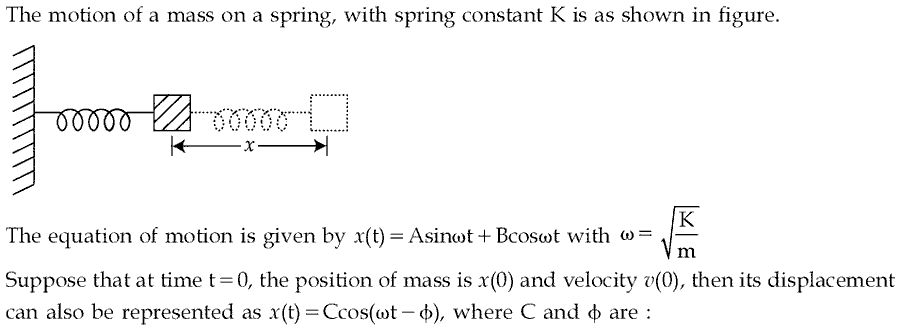 The motion of a mass on a spring, with spring constant K is as shown in figure.
x
The equation of motion is given by x(t) = Asinωt + Bcosωt with ω = √(K/m)
Suppose that at time t = 0, the position of mass is x(0) and velocity v(0), then its displacement
can also be represented as x(t) = Ccos(ωt − ϕ), where C and ϕ are :